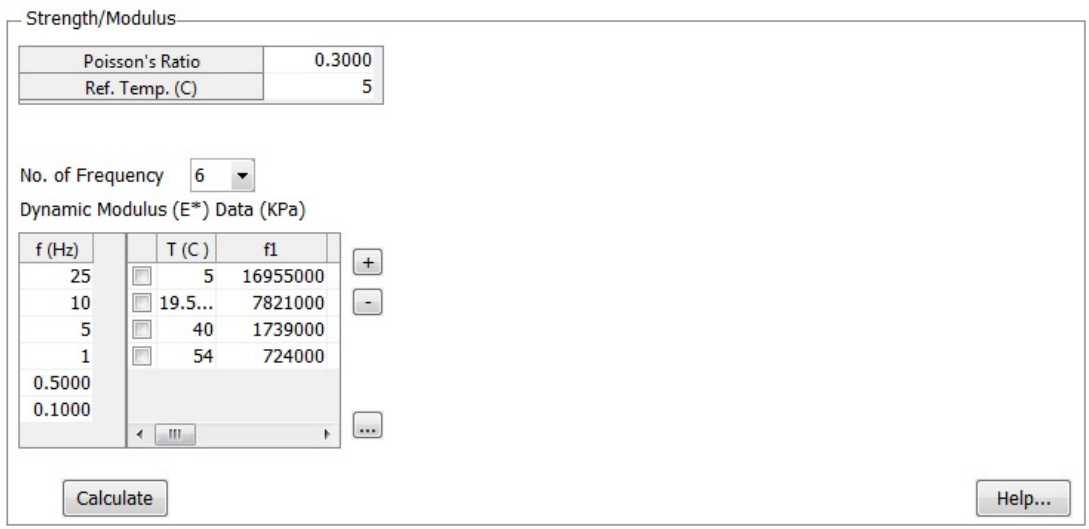 Strength/Modulus
Poisson's Ratio 0.3000
Ref. Temp. (C) 5
No. of Frequency 6
Dynamic Modulus (E*) Data (KPa)
f (Hz) T (C ) f1
25 5 16955000 +
10 19.5... 7821000 -
5 40 1739000
1 54 724000
0.5000
0.1000
...
Calculate Help...